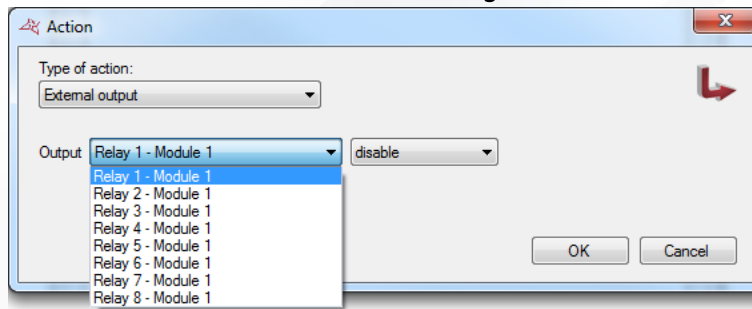 Action
Type of action:
External output
Output Relay 1 - Module 1 disable
Relay 1 - Module 1
Relay 2 - Module 1
Relay 3 - Module 1
Relay 4 - Module 1
Relay 5 - Module 1
Relay 6 - Module 1
Relay 7 - Module 1
Relay 8 - Module 1
OK Cancel